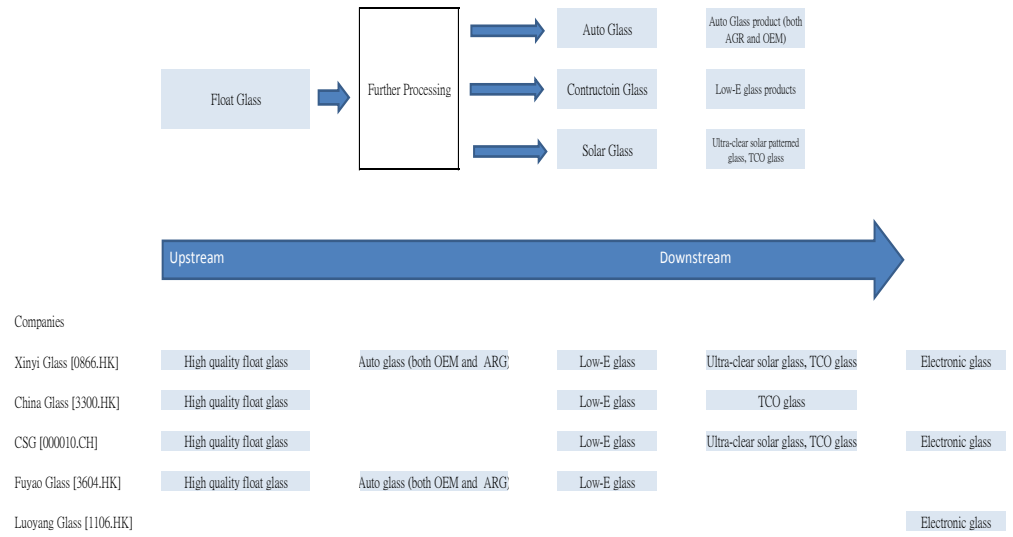 Float Glass
Further Processing
Auto Glass
Auto Glass product (both
AGR and OEM)
Contructoin Glass
Low-E glass products
Solar Glass
Ultra-clear solar patterned
glass, TCO glass
Upstream
Downstream
Companies
Xinyi Glass [0866.HK]
High quality float glass
Auto glass (both OEM and ARG)
Low-E glass
Ultra-clear solar glass, TCO glass
Electronic glass
China Glass [3300.HK]
High quality float glass
Low-E glass
TCO glass
CSG [000010.CH]
High quality float glass
Low-E glass
Ultra-clear solar glass, TCO glass
Electronic glass
Fuyao Glass [3604.HK]
High quality float glass
Auto glass (both OEM and ARG)
Low-E glass
Luoyang Glass [1106.HK]
Electronic glass